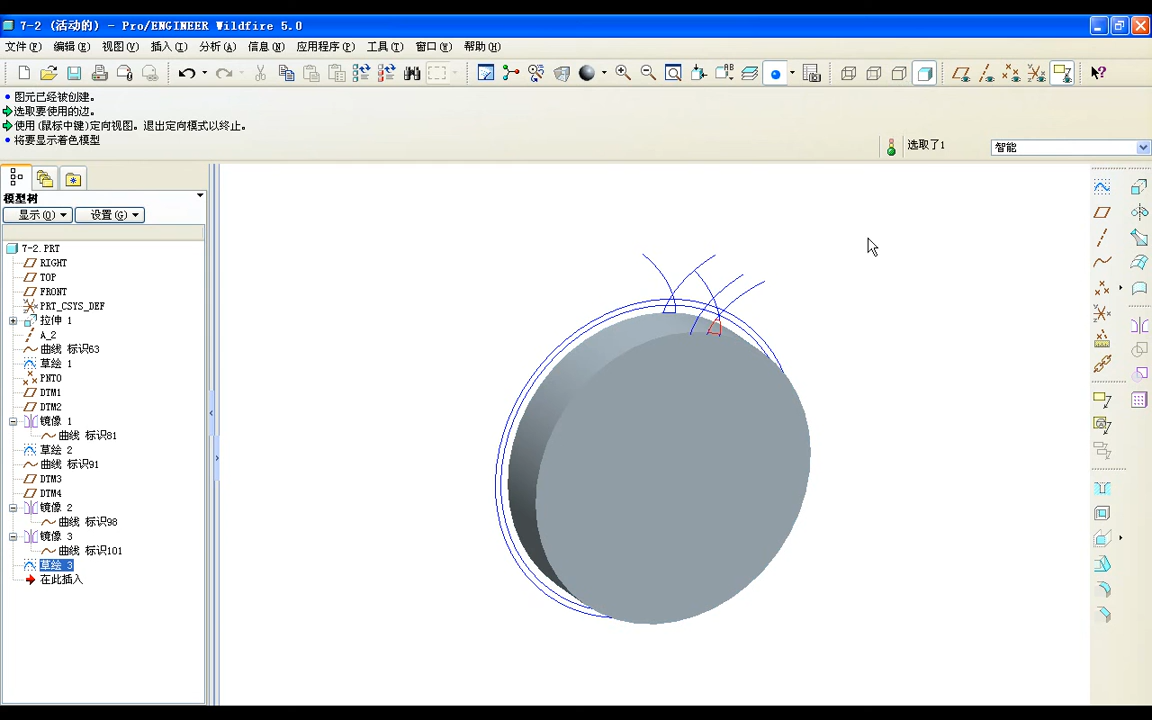 7-2 (活动的) - Pro/ENGINEER Wildfire 5.0
文件(F) 编辑(E) 视图(V) 插入(I) 分析(A) 信息(N) 应用程序(P) 工具(T) 窗口(W) 帮助(H)
图元已经被创建。
选取要使用的边。
使用(鼠标中键)定向视图。退出定向模式以终止。
将要显示着色模型
选取了1
智能
模型树
显示(O) 设置(G)
7-2.PRT
RIGHT
TOP
FRONT
PRT_CSYS_DEF
拉伸 1
A_2
曲线 标识63
草绘 1
PNT0
DTM1
DTM2
镜像 1
曲线 标识81
草绘 2
曲线 标识91
DTM3
DTM4
镜像 2
曲线 标识98
镜像 3
曲线 标识101
草绘 3
在此插入